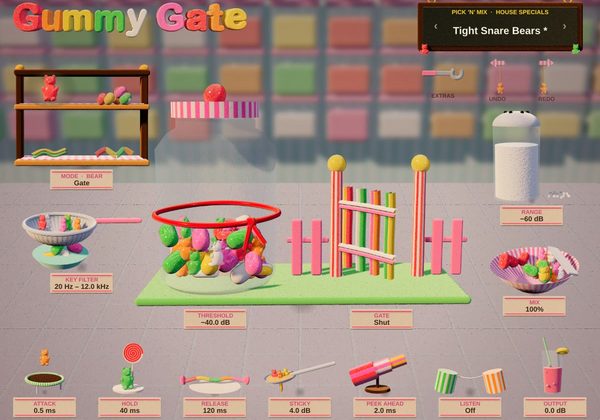 Gummy Gate
PICK 'N' MIX · HOUSE SPECIALS
‹ Tight Snare Bears * ›
EXTRAS
UNDO
REDO
MODE · BEAR
Gate
RANGE
−60 dB
KEY FILTER
20 Hz – 12.0 kHz
MIX
100%
THRESHOLD
−40.0 dB
GATE
Shut
ATTACK
0.5 ms
HOLD
40 ms
RELEASE
120 ms
STICKY
4.0 dB
PEEK AHEAD
2.0 ms
LISTEN
Off
OUTPUT
0.0 dB